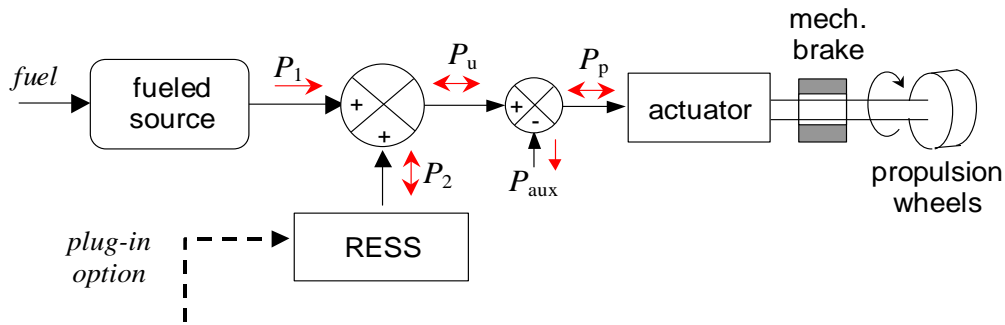 mech.
brake
fuel
fueled
source
P1
Pu
Pp
+
+
+
-
actuator
P2
Paux
propulsion
wheels
plug-in
option
RESS